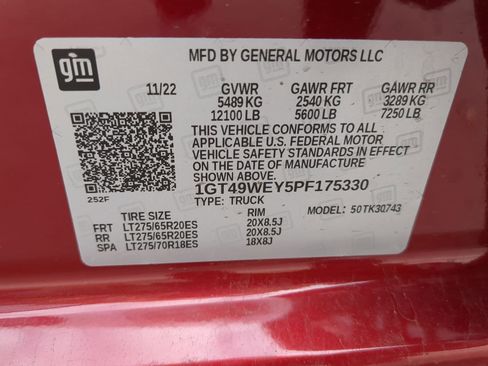 gm
MFD BY GENERAL MOTORS LLC
11/22 GVWR GAWR FRT GAWR RR
5489 KG 2540 KG 3289 KG
12100 LB 5600 LB 7250 LB
THIS VEHICLE CONFORMS TO ALL
APPLICABLE U.S. FEDERAL MOTOR
VEHICLE SAFETY STANDARDS IN EFFECT
ON THE DATE OF MANUFACTURE
SHOWN ABOVE.
1GT49WEY5PF175330
252F TYPE: TRUCK MODEL: 50TK30743
TIRE SIZE RIM
FRT LT275/65R20ES 20X8.5J
RR LT275/65R20ES 20X8.5J
SPA LT275/70R18ES 18X8J